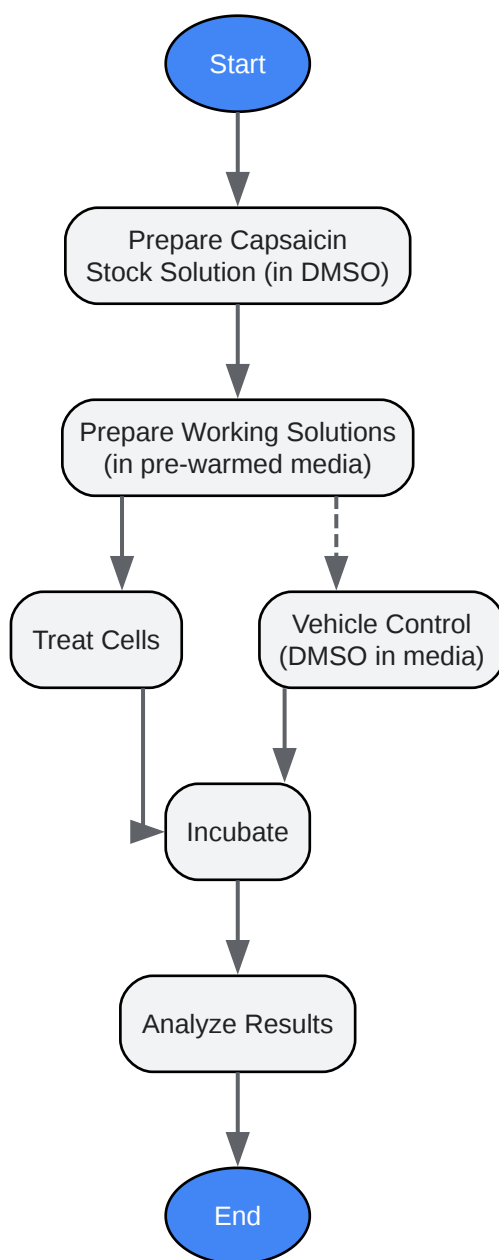 Start
Prepare Capsaicin
Stock Solution (in DMSO)
Prepare Working Solutions
(in pre-warmed media)
Treat Cells
Vehicle Control
(DMSO in media)
Incubate
Analyze Results
End